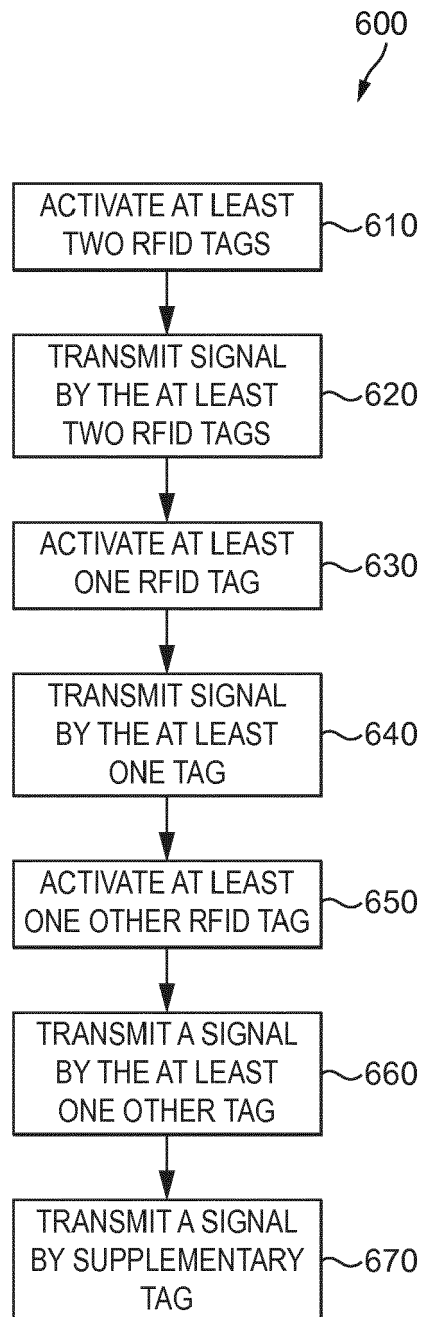 600
ACTIVATE AT LEAST
TWO RFID TAGS
610
TRANSMIT SIGNAL
BY THE AT LEAST
TWO RFID TAGS
620
ACTIVATE AT LEAST
ONE RFID TAG
630
TRANSMIT SIGNAL
BY THE AT LEAST
ONE TAG
640
ACTIVATE AT LEAST
ONE OTHER RFID TAG
650
TRANSMIT A SIGNAL
BY THE AT LEAST
ONE OTHER TAG
660
TRANSMIT A SIGNAL
BY SUPPLEMENTARY
TAG
670